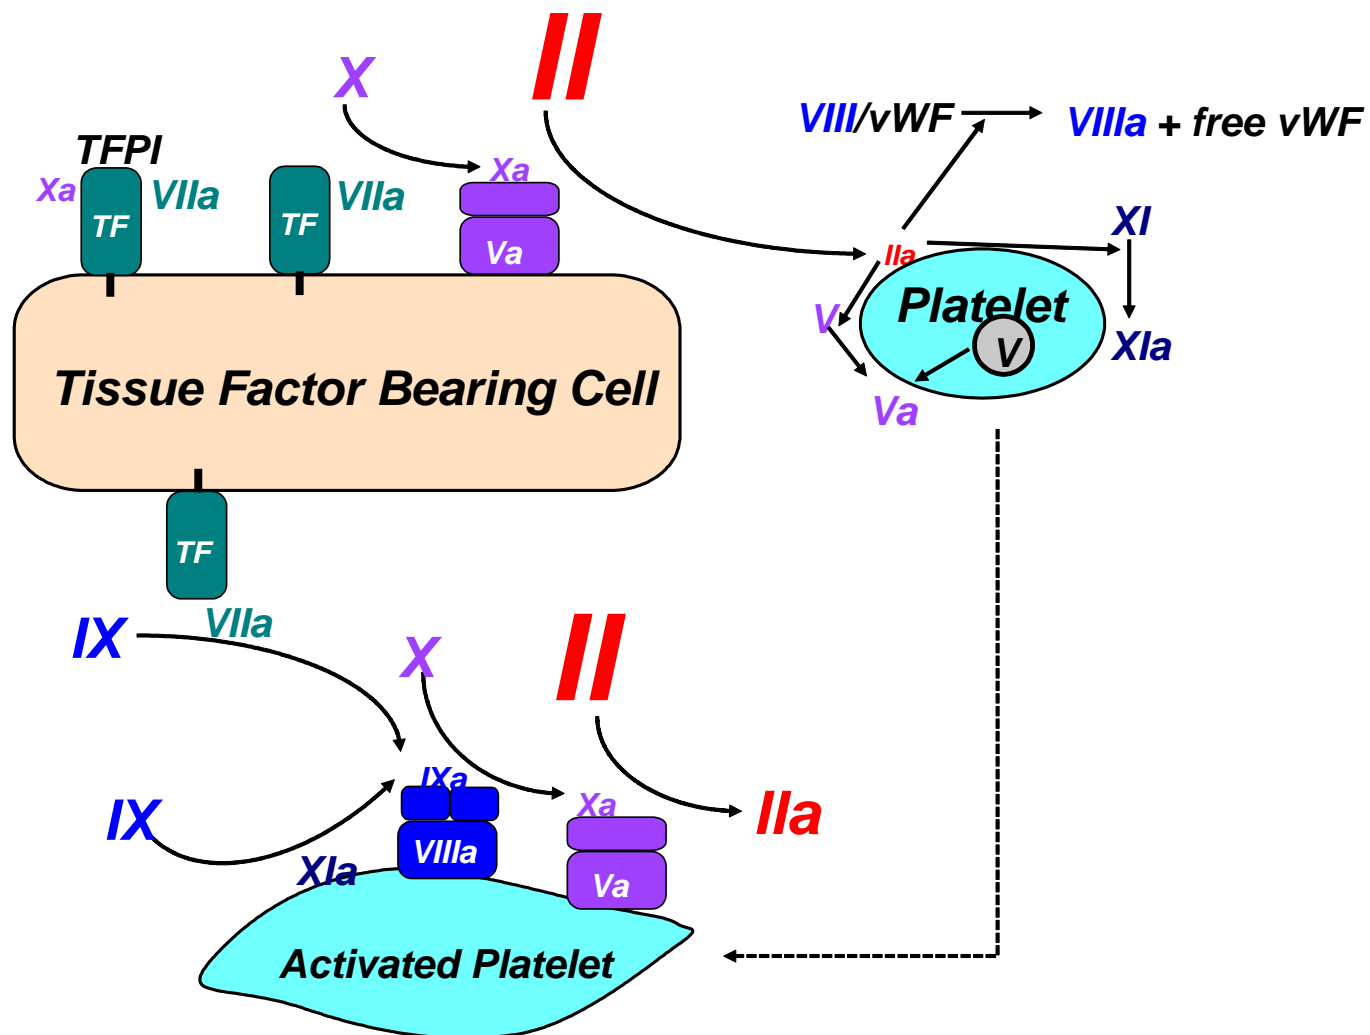 X
II
VIII/vWF
VIIIa + free vWF
TFPI
Xa
TF
VIIa
TF
VIIa
Xa
Va
XI
IIa
Platelet
V
V
XIa
Va
Tissue Factor Bearing Cell
TF
VIIa
IX
X
II
IXa
IX
Xa
IIa
VIIIa
XIa
Va
Activated Platelet